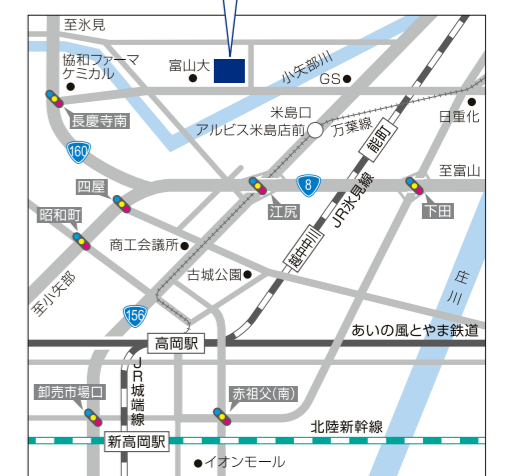 至氷見
協和ファーマ
ケミカル
富山大
小矢部川
GS
長慶寺南
米島口
アルビス米島店前
万葉線
日重化
能町
160
四屋
8
至富山
江尻
JR氷見線
下田
昭和町
商工会議所
越中中川
古城公園
庄川
至小矢部
156
あいの風とやま鉄道
高岡駅
JR城端線
卸売市場口
赤祖父(南)
北陸新幹線
新高岡駅
イオンモール